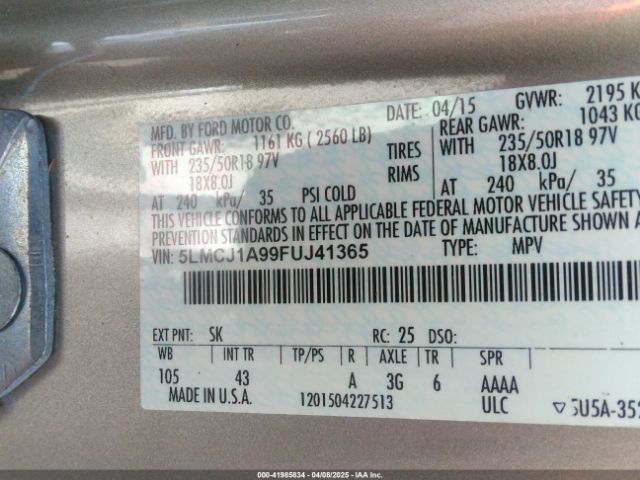 MFD. BY FORD MOTOR CO. DATE: 04/15 GVWR: 2195 K
FRONT GAWR: 1161 KG ( 2560 LB) REAR GAWR: 1043 KG
WITH 235/50R18 97V TIRES WITH 235/50R18 97V
18X8.0J RIMS 18X8.0J
AT 240 kPa/ 35 PSI COLD AT 240 kPa/ 35
THIS VEHICLE CONFORMS TO ALL APPLICABLE FEDERAL MOTOR VEHICLE SAFETY
PREVENTION STANDARDS IN EFFECT ON THE DATE OF MANUFACTURE SHOWN A
VIN: 5LMCJ1A99FUJ41365 TYPE: MPV
EXT PNT: SK RC: 25 DSO:
WB INT TR TP/PS R AXLE TR SPR
105 43 A 3G 6 AAAA
MADE IN U.S.A. 1201504227513 ULC 5U5A-352
<000-41985834 | 04/08/2025 - IAA, Inc.>